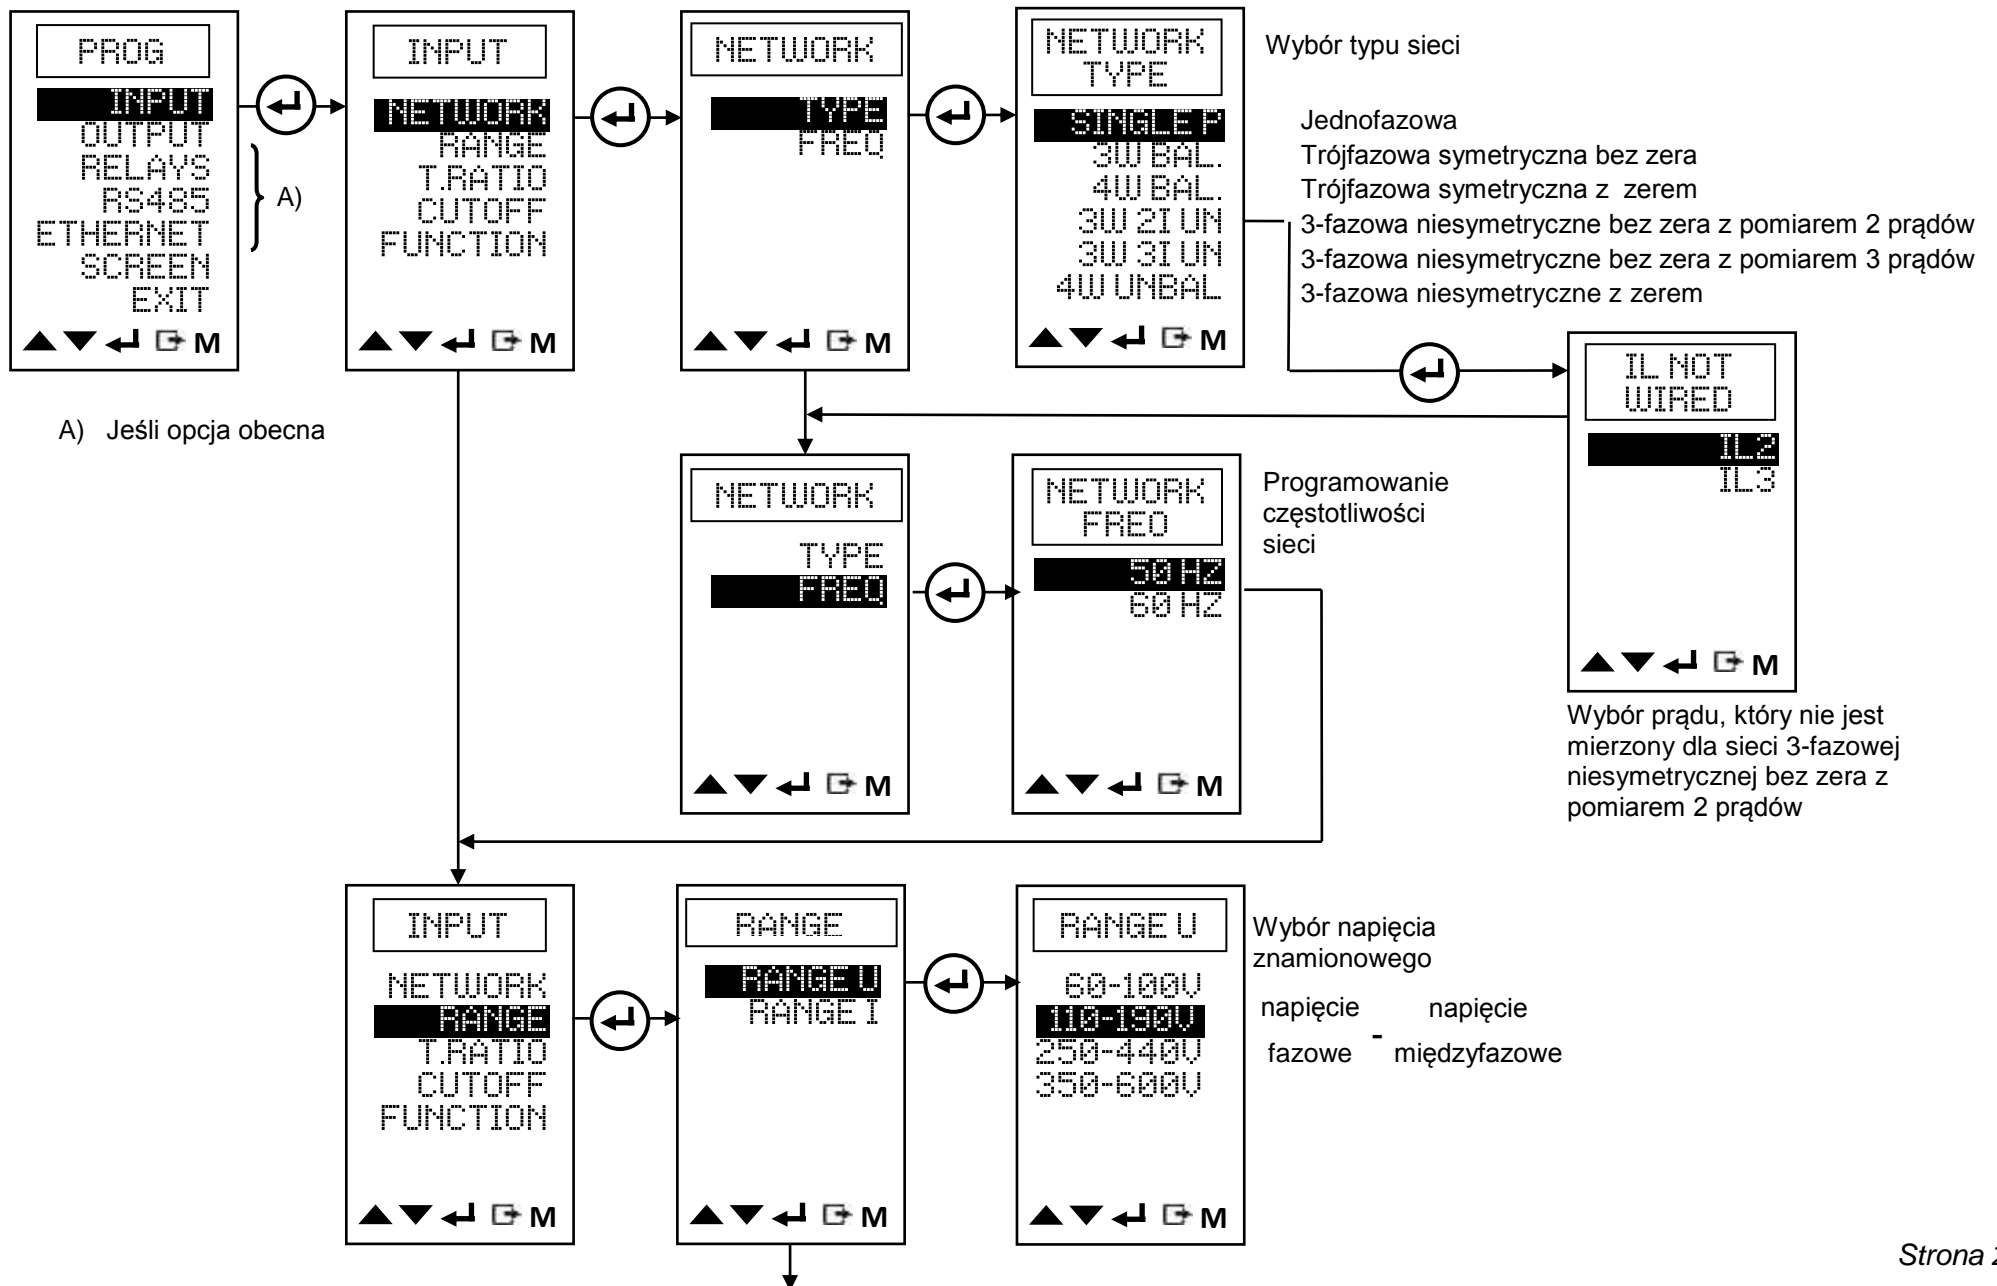 PROG
INPUT
OUTPUT
RELAYS
RS485
ETHERNET
SCREEN
EXIT
M
A)
A) Jeśli opcja obecna
INPUT
NETWORK
RANGE
T.RATIO
CUTOFF
FUNCTION
M
NETWORK
TYPE
FREQ
M
NETWORK
TYPE
SINGLE P
3W BAL.
4W BAL.
3W 2I UN
3W 3I UN
4W UNBAL
M
Wybór typu sieci
Jednofazowa
Trójfazowa symetryczna bez zera
Trójfazowa symetryczna z zerem
3-fazowa niesymetryczne bez zera z pomiarem 2 prądów
3-fazowa niesymetryczne bez zera z pomiarem 3 prądów
3-fazowa niesymetryczne z zerem
IL NOT
WIRED
IL2
IL3
M
Wybór prądu, który nie jest
mierzony dla sieci 3-fazowej
niesymetrycznej bez zera z
pomiarem 2 prądów
NETWORK
TYPE
FREQ
M
NETWORK
FREQ
50 HZ
60 HZ
M
Programowanie
częstotliwości
sieci
INPUT
NETWORK
RANGE
T.RATIO
CUTOFF
FUNCTION
M
RANGE
RANGE U
RANGE I
M
RANGE U
60-100V
110-190V
250-440V
350-600V
M
Wybór napięcia
znamionowego
napięcie napięcie
-
fazowe międzyfazowe
Strona 2